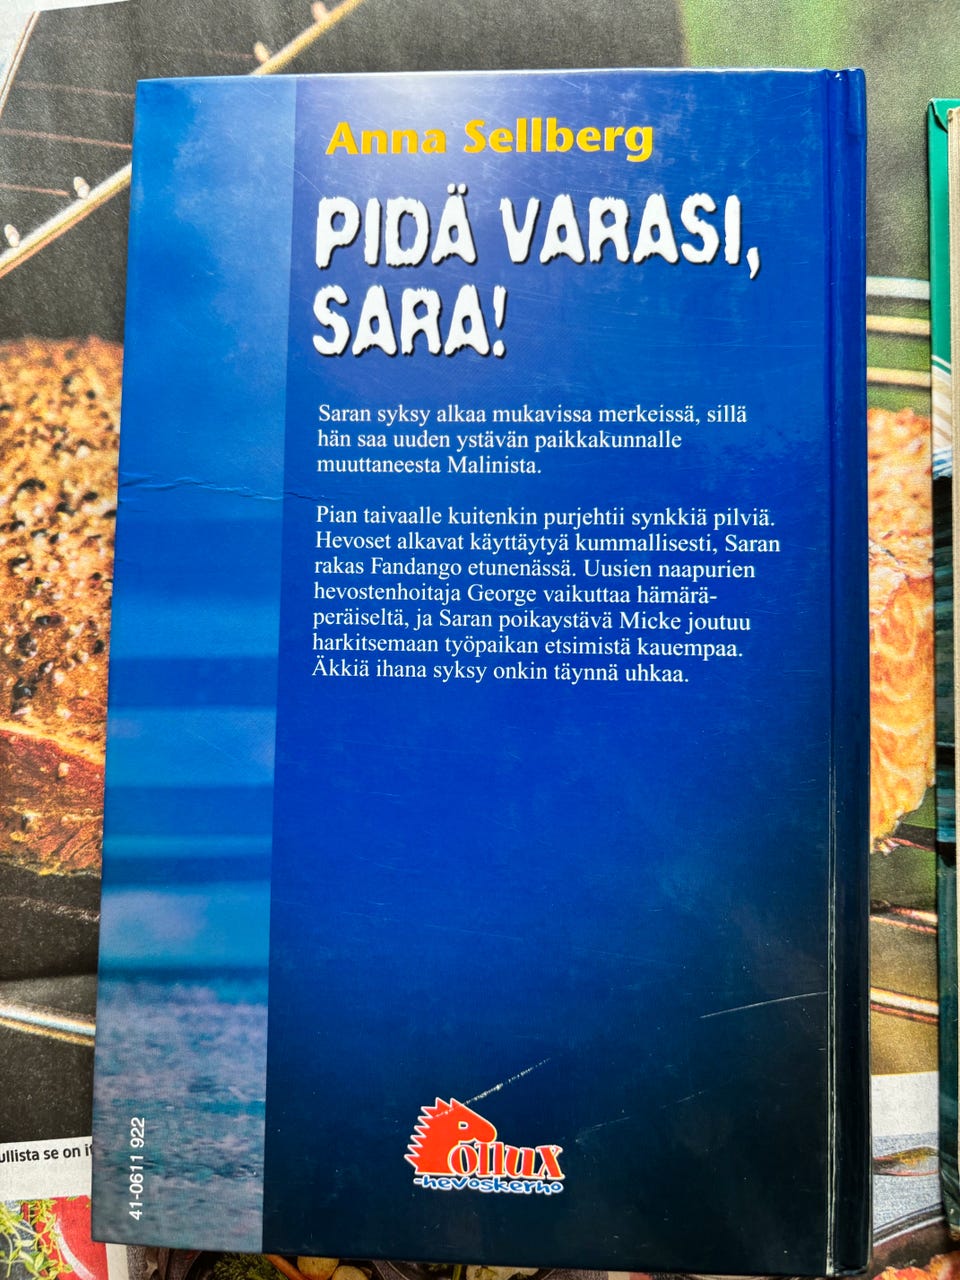 Anna Sellberg
PIDÄ VARASI,
SARA!
Saran syksy alkaa mukavissa merkeissä, sillä
hän saa uuden ystävän paikkakunnalle
muuttaneesta Malinista.
Pian taivaalle kuitenkin purjehtii synkkiä pilviä.
Hevoset alkavat käyttäytyä kummallisesti, Saran
rakas Fandango etunenässä. Uusien naapurien
hevostenhoitaja George vaikuttaa hämärä-
peräiseltä, ja Saran poikaystävä Micke joutuu
harkitsemaan työpaikan etsimistä kauempaa.
Äkkiä ihana syksy onkin täynnä uhkaa.
Pollux
-hevoskerho
41-0611 922
se on